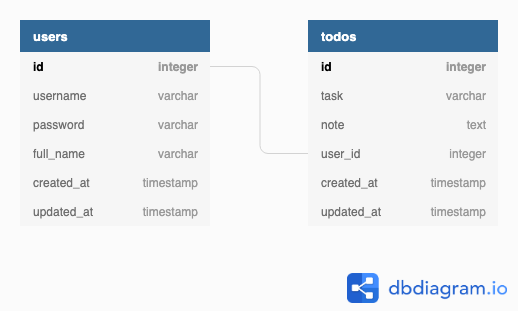 users
id integer
username varchar
password varchar
full_name varchar
created_at timestamp
updated_at timestamp
todos
id integer
task varchar
note text
user_id integer
created_at timestamp
updated_at timestamp
dbdiagram.io